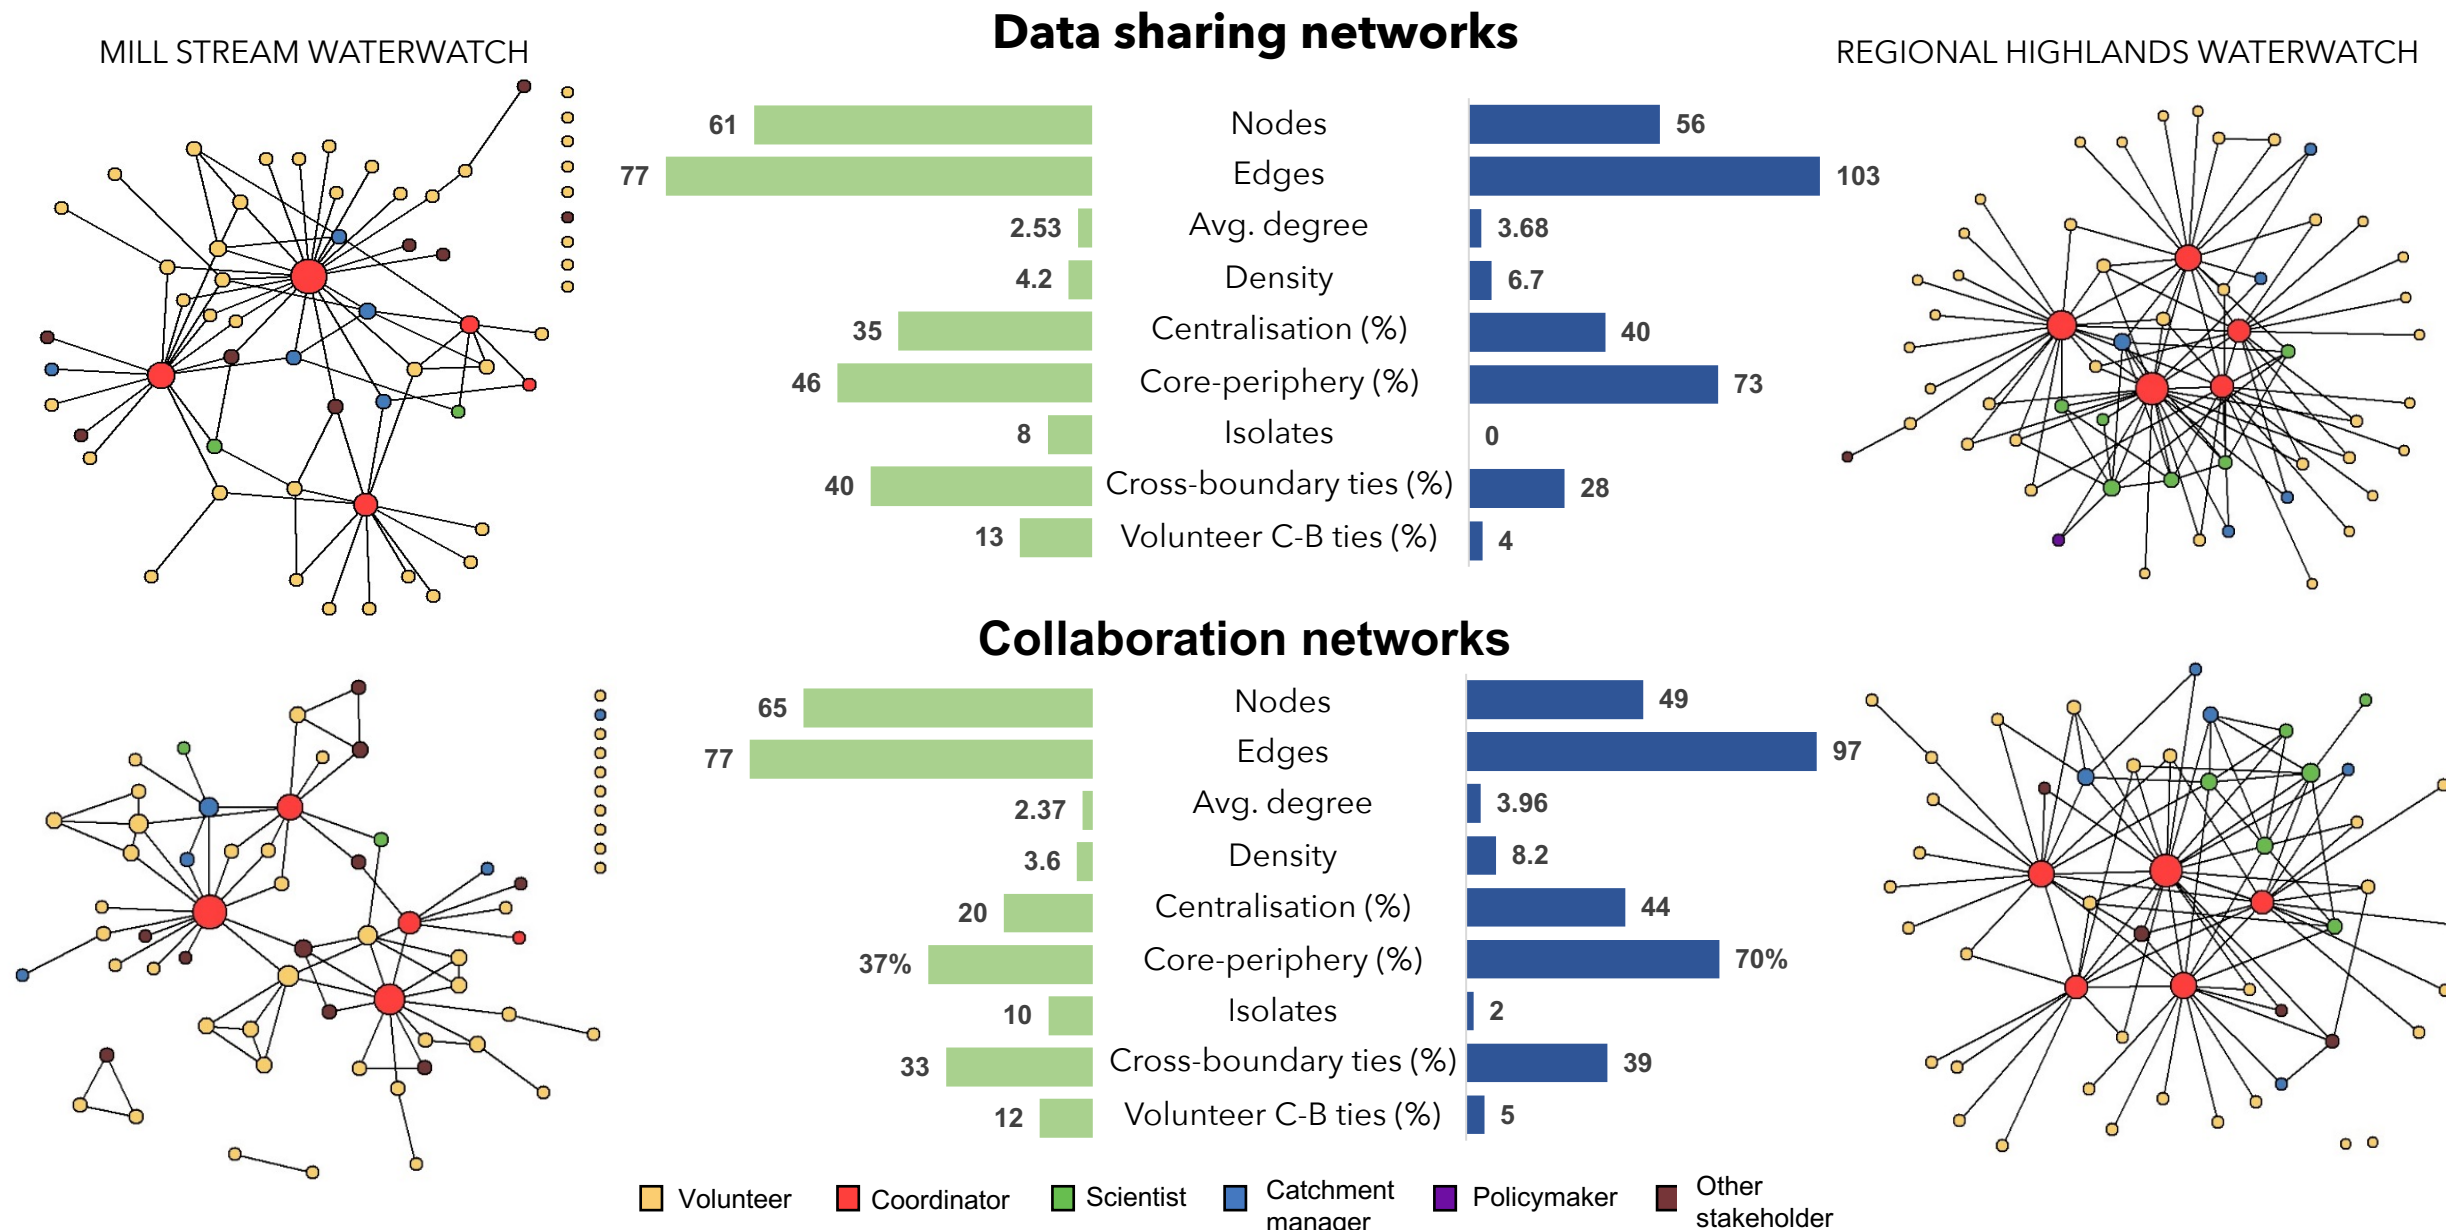 Data sharing networks
MILL STREAM WATERWATCH
REGIONAL HIGHLANDS WATERWATCH
61 Nodes 56
77 Edges 103
2.53 Avg. degree 3.68
4.2 Density 6.7
35 Centralisation (%) 40
46 Core-periphery (%) 73
8 Isolates 0
40 Cross-boundary ties (%) 28
13 Volunteer C-B ties (%) 4
Collaboration networks
65 Nodes 49
77 Edges 97
2.37 Avg. degree 3.96
3.6 Density 8.2
20 Centralisation (%) 44
37% Core-periphery (%) 70%
10 Isolates 2
33 Cross-boundary ties (%) 39
12 Volunteer C-B ties (%) 5
Volunteer
Coordinator
Scientist
Catchment
manager
Policymaker
Other
stakeholder